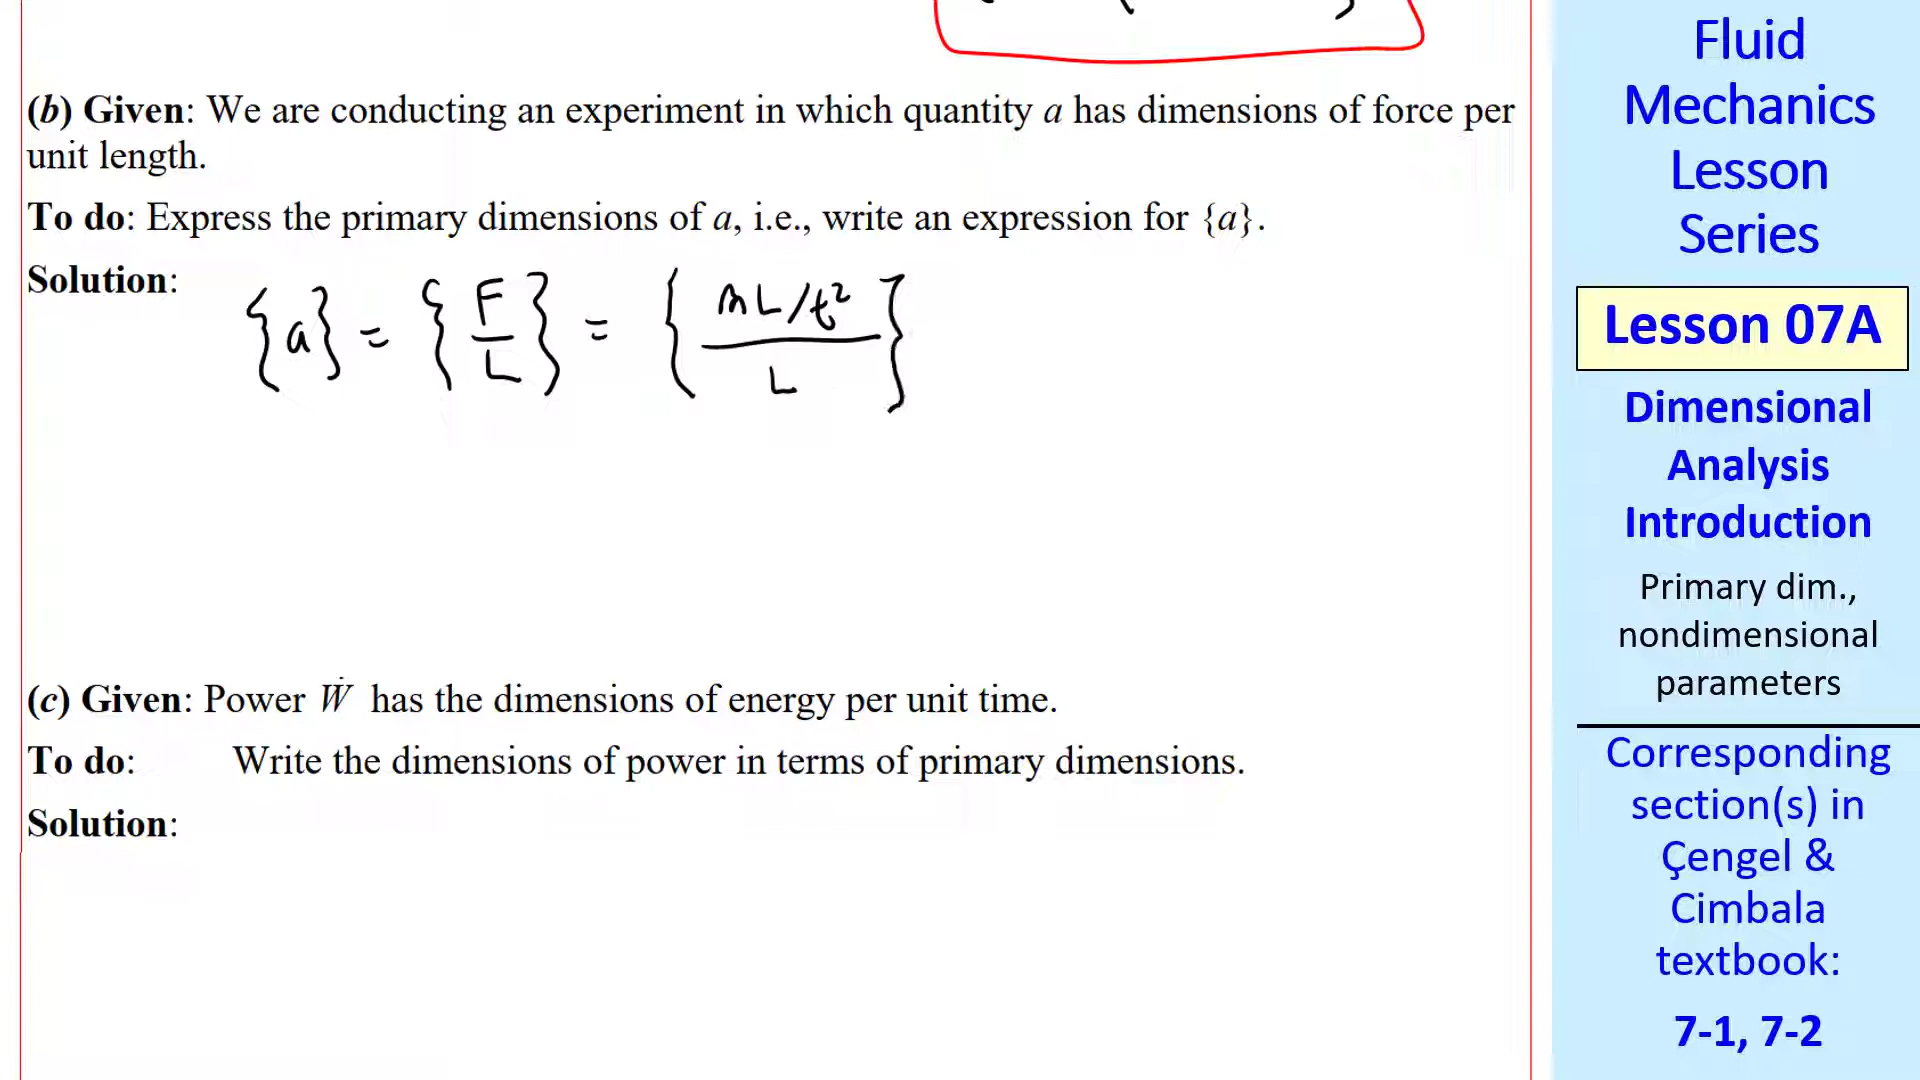 (b) Given: We are conducting an experiment in which quantity a has dimensions of force per
unit length.
To do: Express the primary dimensions of a, i.e., write an expression for {a}.
Solution:
{a} = {F/L} = {mL/t²/L}
(c) Given: Power Ẇ has the dimensions of energy per unit time.
To do: Write the dimensions of power in terms of primary dimensions.
Solution:
Fluid
Mechanics
Lesson
Series
Lesson 07A
Dimensional
Analysis
Introduction
Primary dim.,
nondimensional
parameters
Corresponding
section(s) in
Çengel &
Cimbala
textbook:
7-1, 7-2